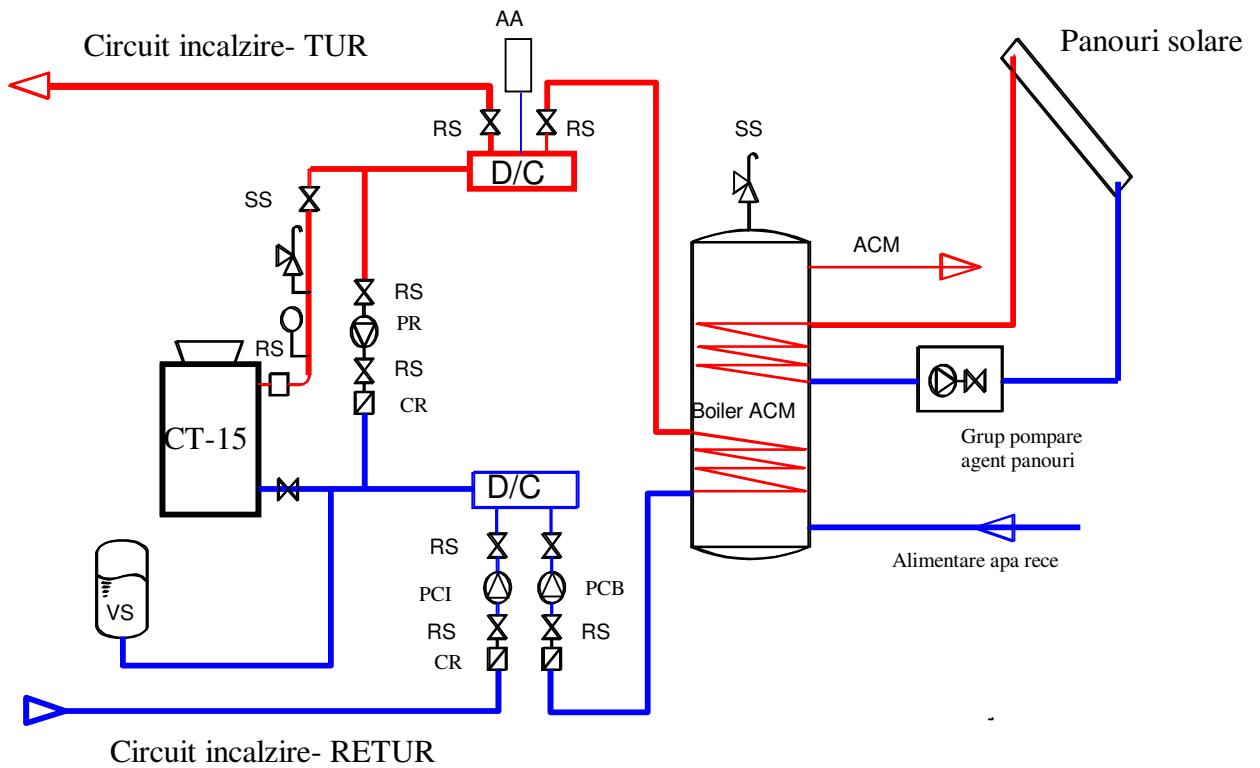 AA
Circuit incalzire- TUR
Panouri solare
RS
RS
SS
D/C
SS
ACM
RS
PR
RS
RS
CR
Boiler ACM
CT-15
Grup pompare
agent panouri
D/C
RS
Alimentare apa rece
PCI
PCB
VS
RS
RS
CR
Circuit incalzire- RETUR